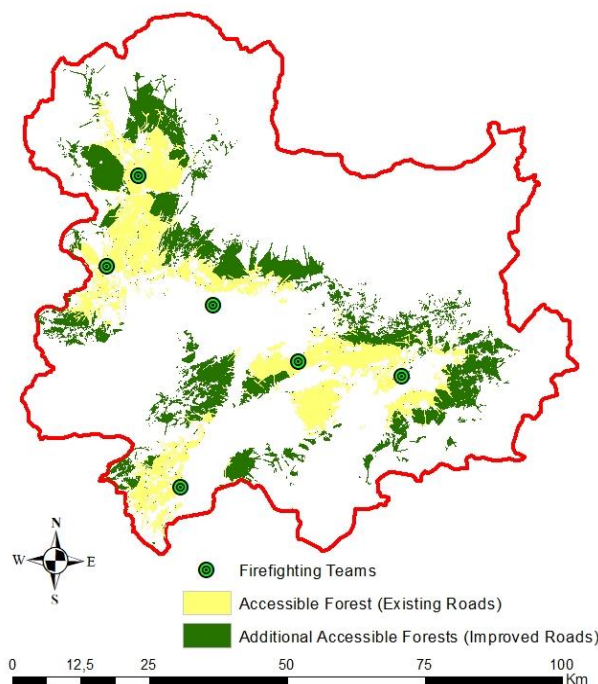 N
W E
S
Firefighting Teams
Accessible Forest (Existing Roads)
Additional Accessible Forests (Improved Roads)
0 12,5 25 50 75 100
Km